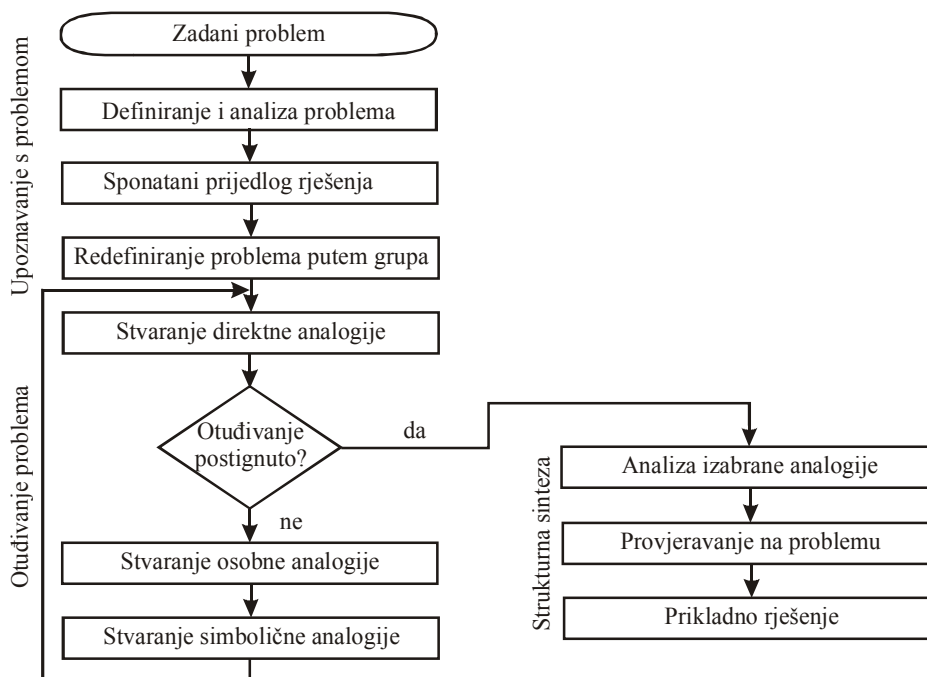 Upoznavanje s problemom
Zadani problem
Definiranje i analiza problema
Sponatani prijedlog rješenja
Redefiniranje problema putem grupa
Otuđivanje problema
Stvaranje direktne analogije
Otuđivanje
postignuto?
da
ne
Stvaranje osobne analogije
Stvaranje simbolične analogije
Strukturna sinteza
Analiza izabrane analogije
Provjeravanje na problemu
Prikladno rješenje